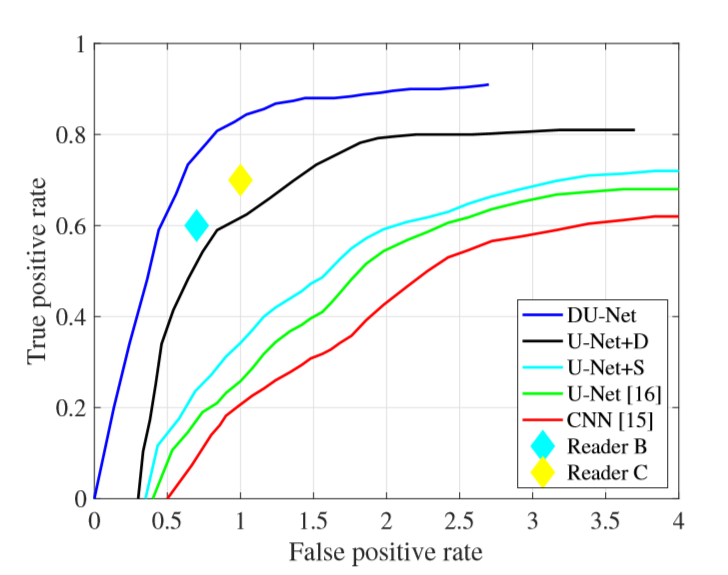 1
0.8
0.6
0.4
0.2
0
0 0.5 1 1.5 2 2.5 3 3.5 4
True positive rate
False positive rate
DU-Net
U-Net+D
U-Net+S
U-Net [16]
CNN [15]
Reader B
Reader C